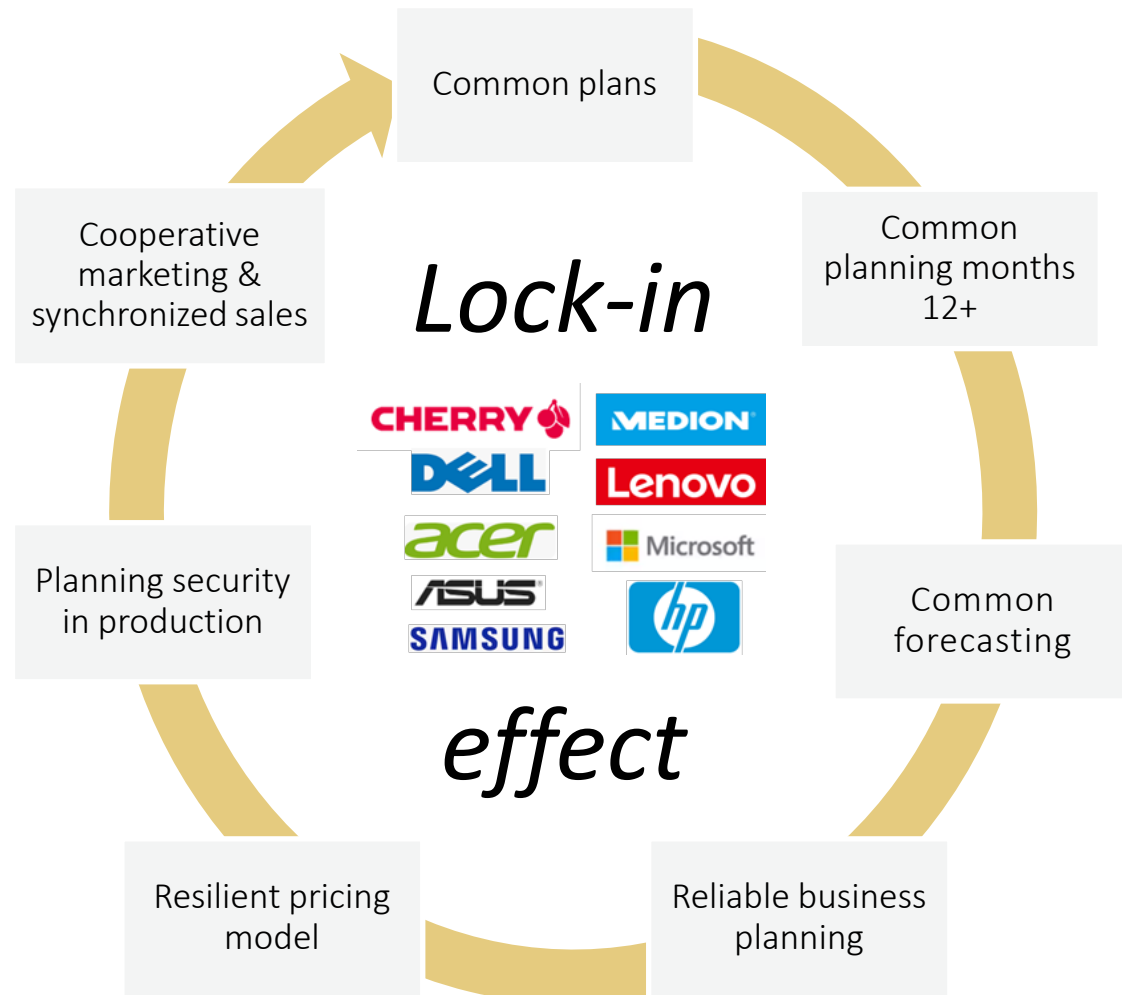 Common plans
Common
planning months
12+
Common
forecasting
Reliable business
planning
Resilient pricing
model
Planning security
in production
Cooperative
marketing &
synchronized sales
Lock-in
CHERRY
MEDION
DELL
Lenovo
acer
Microsoft
ASUS
hp
SAMSUNG
effect